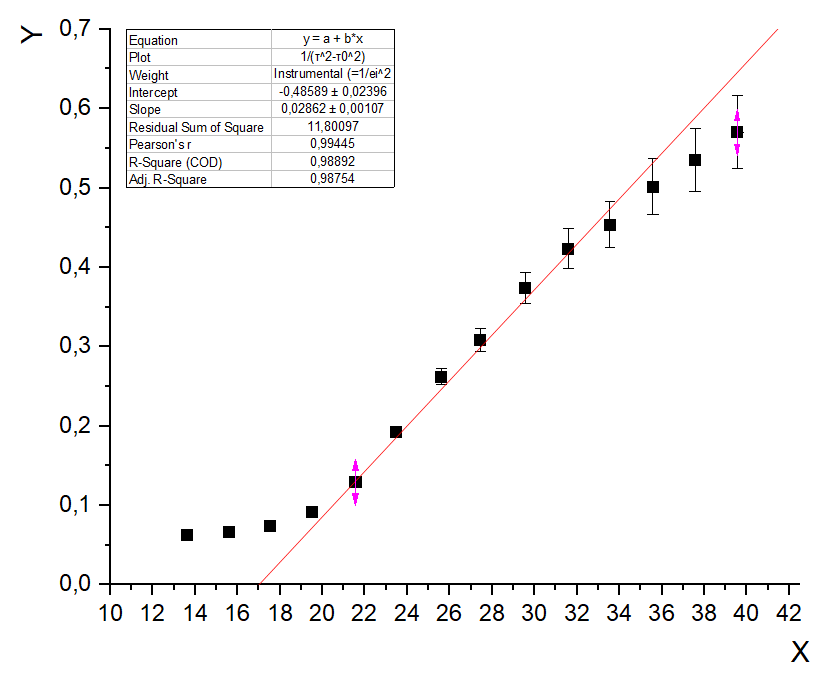 Y
0,7
0,6
0,5
0,4
0,3
0,2
0,1
0,0
Equation y = a + b*x
Plot 1/(τ^2-τ0^2)
Weight Instrumental (=1/ei^2
Intercept -0,48589 ± 0,02396
Slope 0,02862 ± 0,00107
Residual Sum of Square 11,80097
Pearson's r 0,99445
R-Square (COD) 0,98892
Adj. R-Square 0,98754
10 12 14 16 18 20 22 24 26 28 30 32 34 36 38 40 42
X